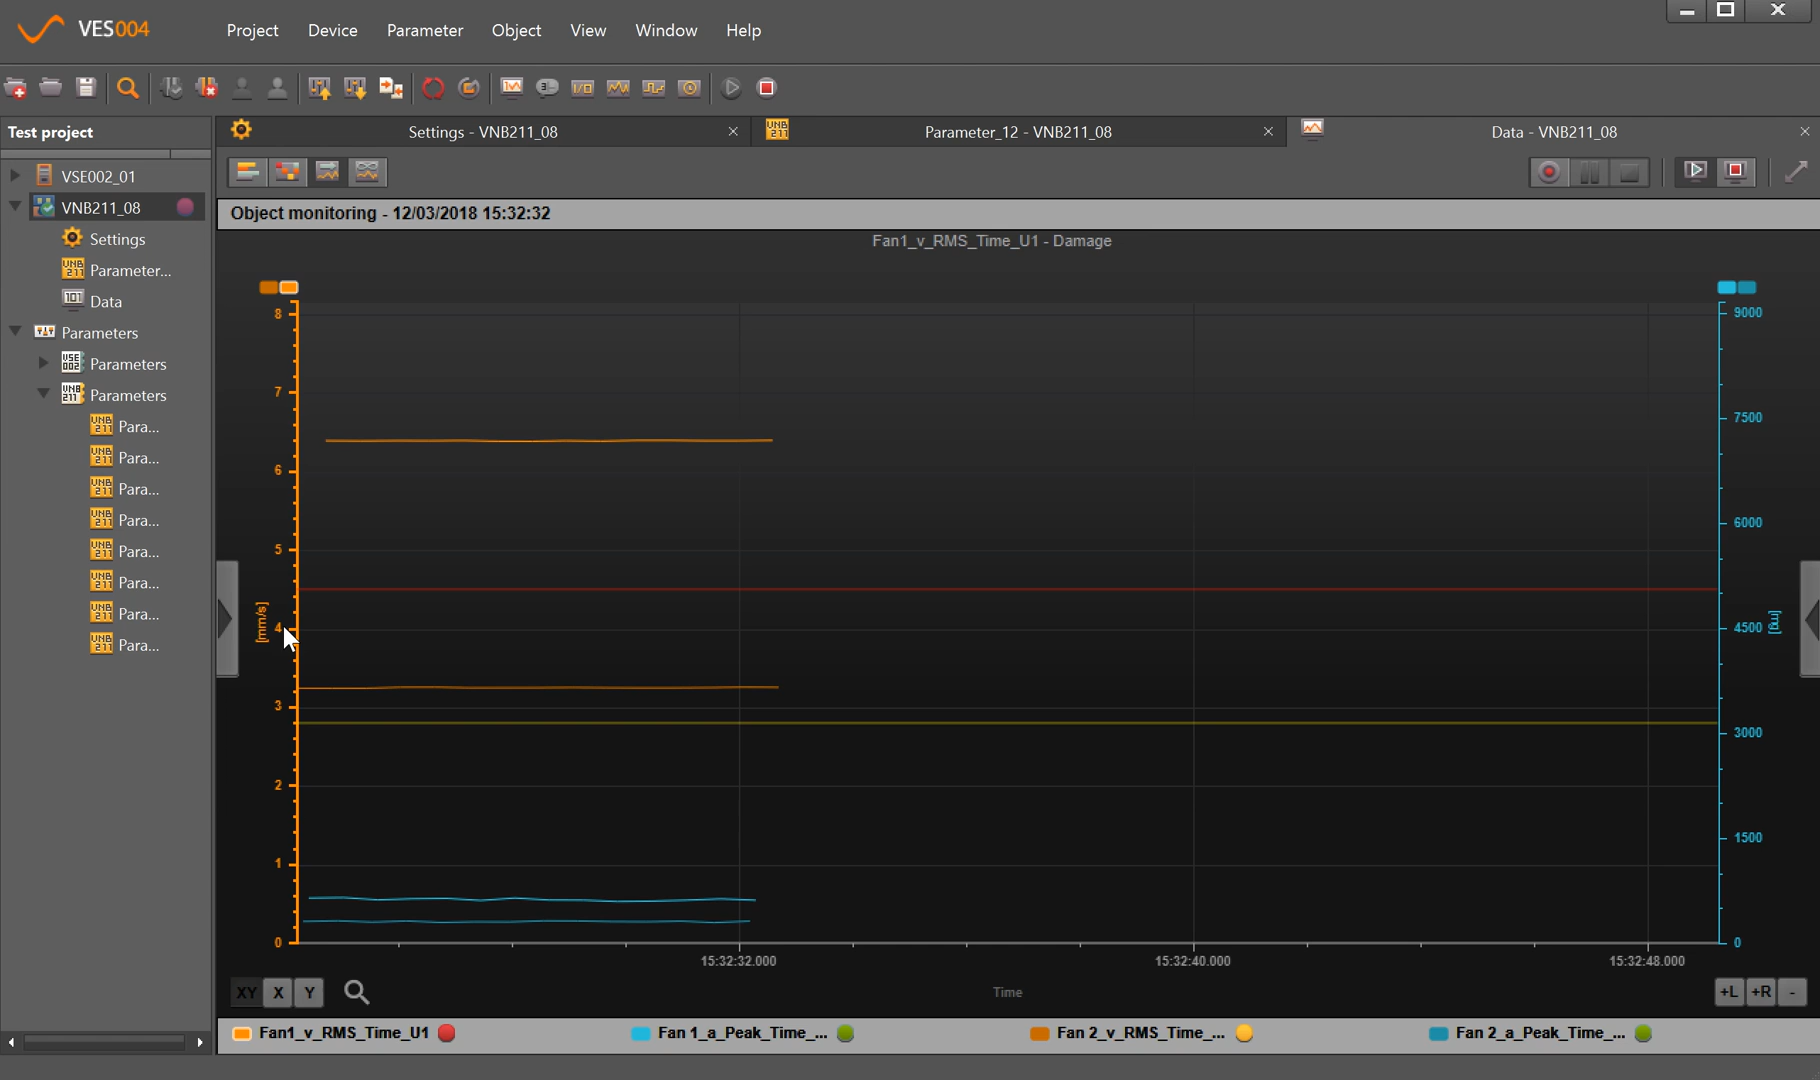 VES004
Project Device Parameter Object View Window Help
Test project
Settings - VNB211_08
Parameter_12 - VNB211_08
Data - VNB211_08
VSE002_01
VNB211_08
Settings
Parameter...
Data
Parameters
Parameters
Parameters
Para...
Para...
Para...
Para...
Para...
Para...
Para...
Para...
Object monitoring - 12/03/2018 15:32:32
Fan1_v_RMS_Time_U1 - Damage
8
7
6
5
4
3
2
1
0
[mm/s]
9000
7500
6000
4500
3000
1500
0
[mg]
15:32:32.000 15:32:40.000 15:32:48.000
XY X Y
Time
+L +R -
Fan1_v_RMS_Time_U1
Fan 1_a_Peak_Time_...
Fan 2_v_RMS_Time_...
Fan 2_a_Peak_Time_...